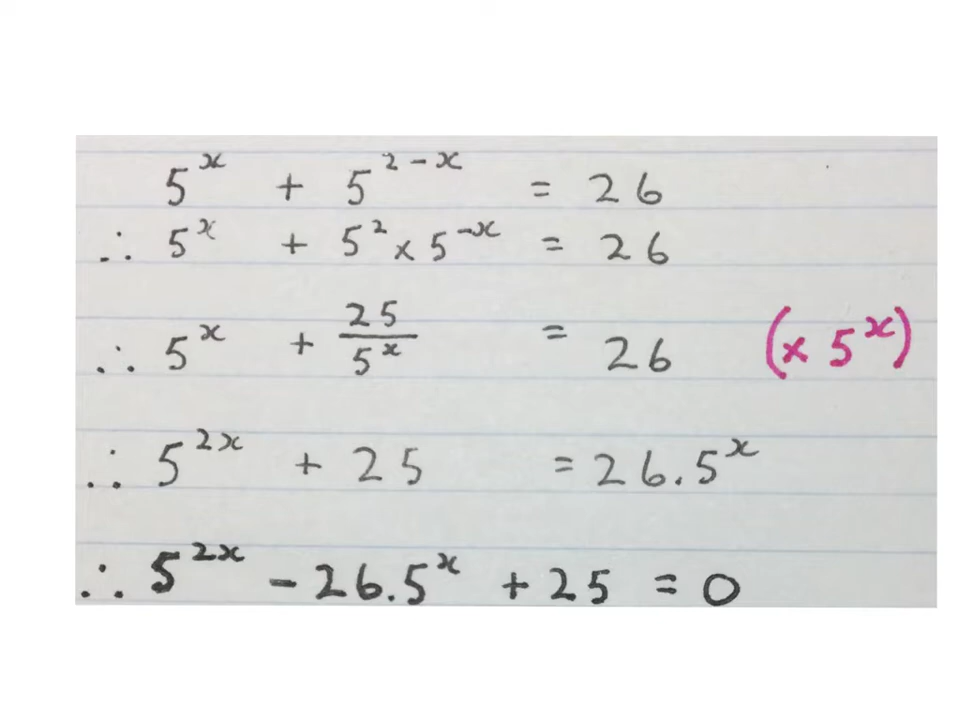 5^x + 5^{2-x} = 26
∴ 5^x + 5^2 × 5^{-x} = 26
∴ 5^x + \frac{25}{5^x} = 26 (× 5^x)
∴ 5^{2x} + 25 = 26.5^x
∴ 5^{2x} - 26.5^x + 25 = 0